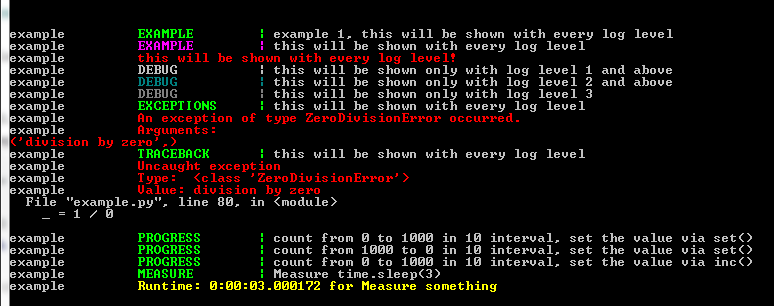 example EXAMPLE ¦ example 1, this will be shown with every log level
example EXAMPLE ¦ this will be shown with every log level
example this will be shown with every log level!
example DEBUG ¦ this will be shown only with log level 1 and above
example DEBUG ¦ this will be shown only with log level 2 and above
example DEBUG ¦ this will be shown only with log level 3
example EXCEPTIONS ¦ this will be shown with every log level
example An exception of type ZeroDivisionError occurred.
example Arguments:
('division by zero',)
example TRACEBACK ¦ this will be shown with every log level
example Uncaught exception
example Type: <class 'ZeroDivisionError'>
example Value: division by zero
File "example.py", line 80, in <module>
_ = 1 / 0
example PROGRESS ¦ count from 0 to 1000 in 10 interval, set the value via set()
example PROGRESS ¦ count from 1000 to 0 in 10 interval, set the value via set()
example PROGRESS ¦ count from 0 to 1000 in 10 interval, set the value via inc()
example MEASURE ¦ Measure time.sleep(3)
example Runtime: 0:00:03.000172 for Measure something